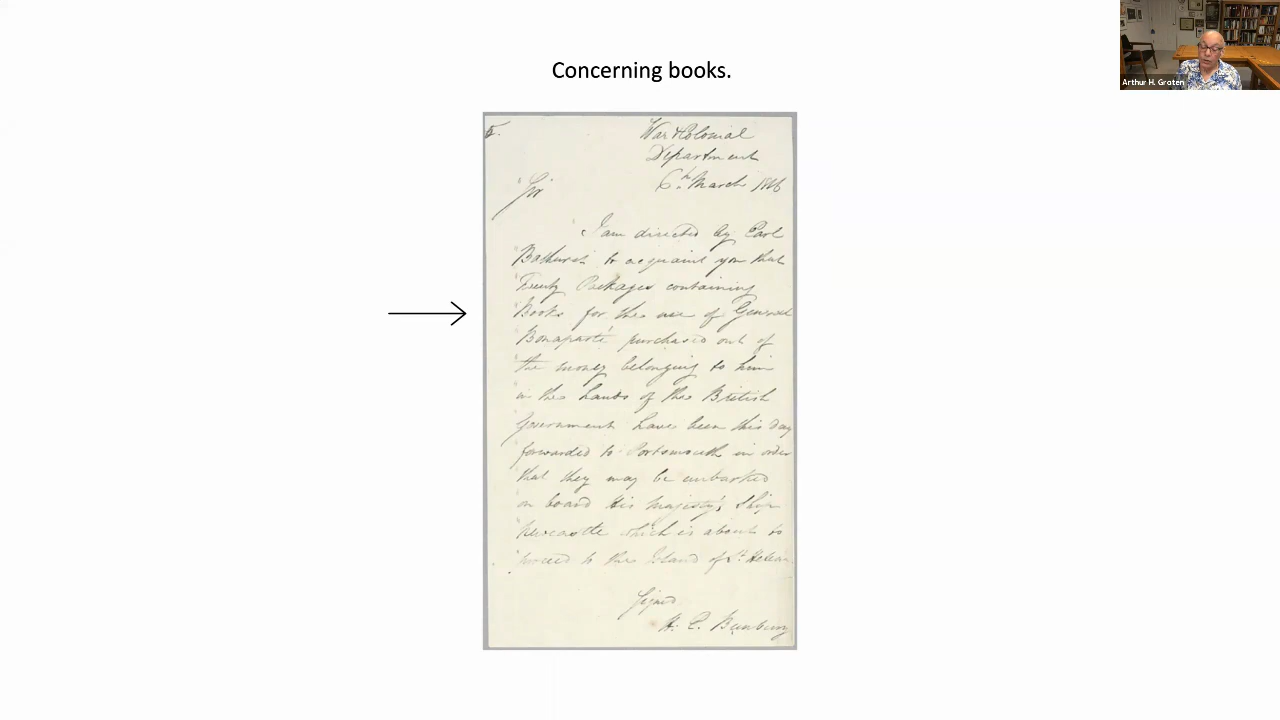 Concerning books.
Arthur H. Groten
5.
War & Colonial
Department
6th March 1816
Sir
I am directed by Earl
Bathurst to acquaint you that
Twenty Packages containing
Books for the use of General
Bonaparte purchased out of
the money belonging to him
in the hands of the British
Government have been this day
forwarded to Portsmouth in order
that they may be embarked
on board His Majesty's Ship
Newcastle which is about to
proceed to the Island of St. Helena
Signed
H. E. Bunbury